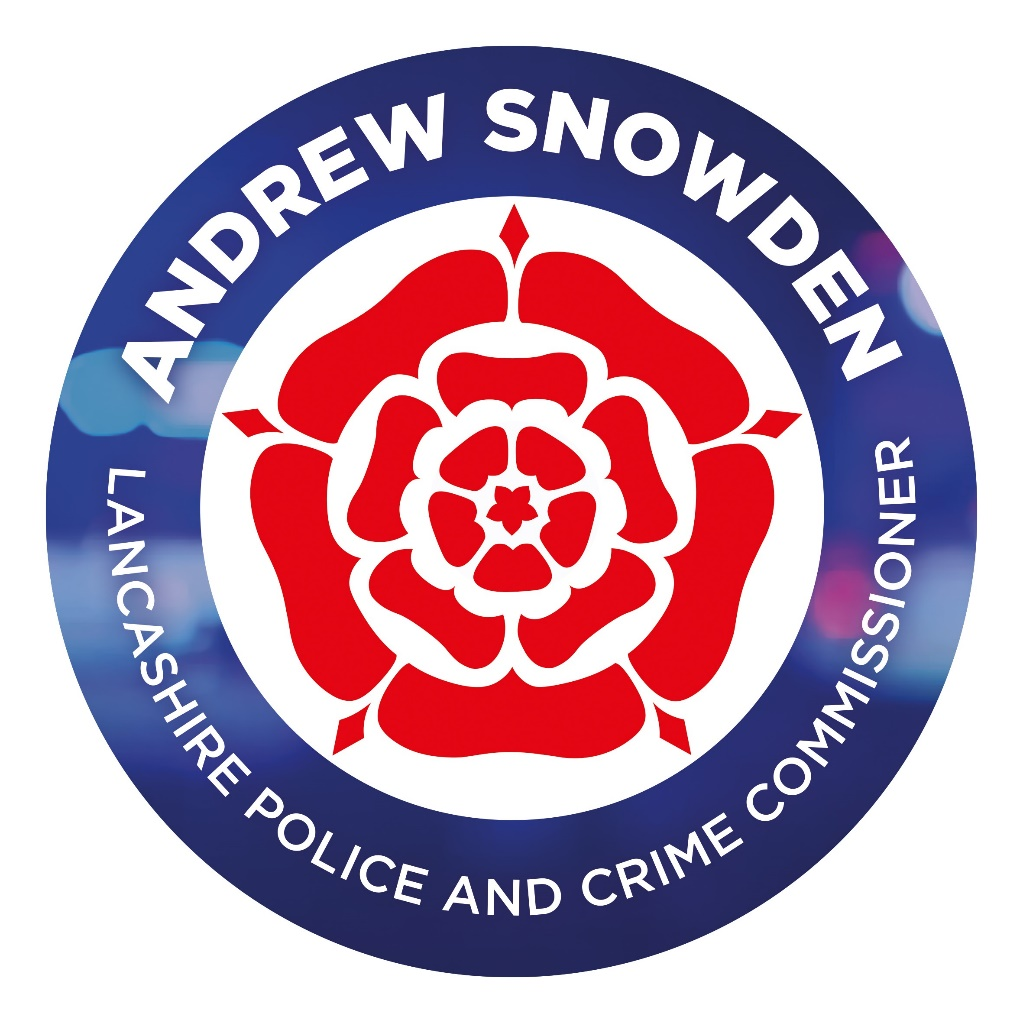 ANDREW SNOWDEN
LANCASHIRE POLICE AND CRIME COMMISSIONER